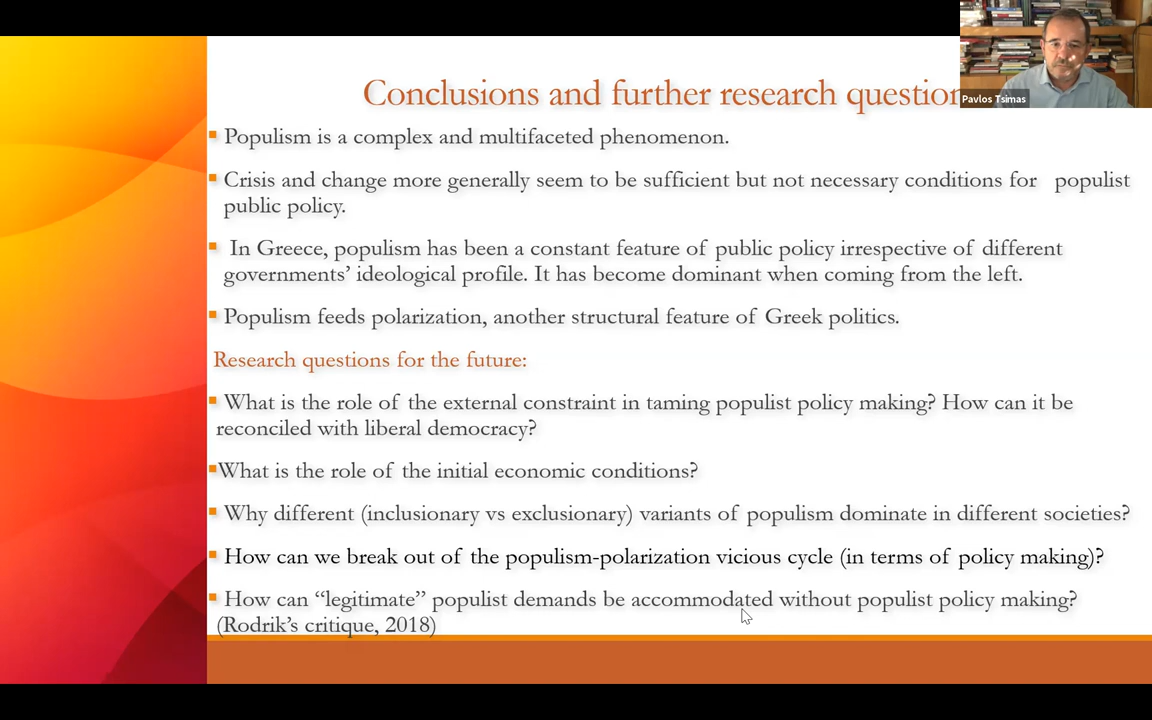 Conclusions and further research question
Pavlos Tsimas
Populism is a complex and multifaceted phenomenon.
Crisis and change more generally seem to be sufficient but not necessary conditions for populist
public policy.
In Greece, populism has been a constant feature of public policy irrespective of different
governments’ ideological profile. It has become dominant when coming from the left.
Populism feeds polarization, another structural feature of Greek politics.
Research questions for the future:
What is the role of the external constraint in taming populist policy making? How can it be
reconciled with liberal democracy?
What is the role of the initial economic conditions?
Why different (inclusionary vs exclusionary) variants of populism dominate in different societies?
How can we break out of the populism-polarization vicious cycle (in terms of policy making)?
How can “legitimate” populist demands be accommodated without populist policy making?
(Rodrik’s critique, 2018)